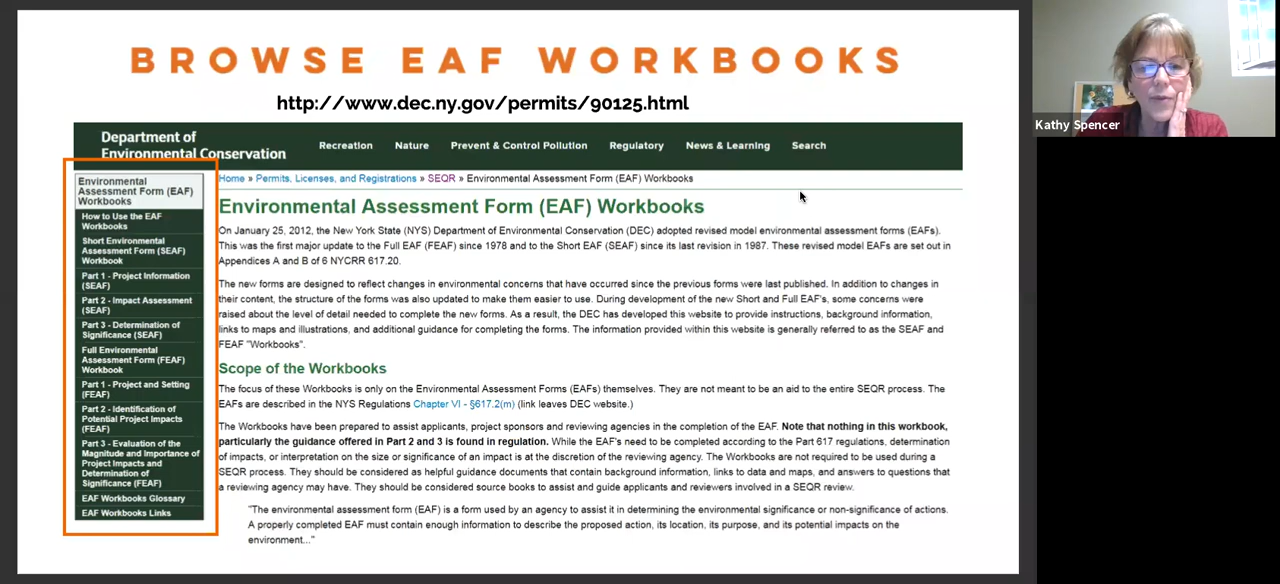 BROWSE EAF WORKBOOKS
http://www.dec.ny.gov/permits/90125.html
Department of
Environmental Conservation
Recreation Nature Prevent & Control Pollution Regulatory News & Learning Search
Environmental
Assessment Form (EAF)
Workbooks
How to Use the EAF
Workbooks
Short Environmental
Assessment Form (SEAF)
Workbook
Part 1 - Project Information
(SEAF)
Part 2 - Impact Assessment
(SEAF)
Part 3 - Determination of
Significance (SEAF)
Full Environmental
Assessment Form (FEAF)
Workbook
Part 1 - Project and Setting
(FEAF)
Part 2 - Identification of
Potential Project Impacts
(FEAF)
Part 3 - Evaluation of the
Magnitude and Importance of
Project Impacts and
Determination of
Significance (FEAF)
EAF Workbooks Glossary
EAF Workbooks Links
Home » Permits, Licenses, and Registrations » SEQR » Environmental Assessment Form (EAF) Workbooks
Environmental Assessment Form (EAF) Workbooks
On January 25, 2012, the New York State (NYS) Department of Environmental Conservation (DEC) adopted revised model environmental assessment forms (EAFs).
This was the first major update to the Full EAF (FEAF) since 1978 and to the Short EAF (SEAF) since its last revision in 1987. These revised model EAFs are set out in
Appendices A and B of 6 NYCRR 617.20.
The new forms are designed to reflect changes in environmental concerns that have occurred since the previous forms were last published. In addition to changes in
their content, the structure of the forms was also updated to make them easier to use. During development of the new Short and Full EAF's, some concerns were
raised about the level of detail needed to complete the new forms. As a result, the DEC has developed this website to provide instructions, background information,
links to maps and illustrations, and additional guidance for completing the forms. The information provided within this website is generally referred to as the SEAF and
FEAF "Workbooks".
Scope of the Workbooks
The focus of these Workbooks is only on the Environmental Assessment Forms (EAFs) themselves. They are not meant to be an aid to the entire SEQR process. The
EAFs are described in the NYS Regulations Chapter VI - §617.2(m) (link leaves DEC website.)
The Workbooks have been prepared to assist applicants, project sponsors and reviewing agencies in the completion of the EAF. Note that nothing in this workbook,
particularly the guidance offered in Part 2 and 3 is found in regulation. While the EAF's need to be completed according to the Part 617 regulations, determination
of impacts, or interpretation on the size or significance of an impact is at the discretion of the reviewing agency. The Workbooks are not required to be used during a
SEQR process. They should be considered as helpful guidance documents that contain background information, links to data and maps, and answers to questions that
a reviewing agency may have. They should be considered source books to assist and guide applicants and reviewers involved in a SEQR review.
"The environmental assessment form (EAF) is a form used by an agency to assist it in determining the environmental significance or non-significance of actions.
A properly completed EAF must contain enough information to describe the proposed action, its location, its purpose, and its potential impacts on the
environment..."
Kathy Spencer